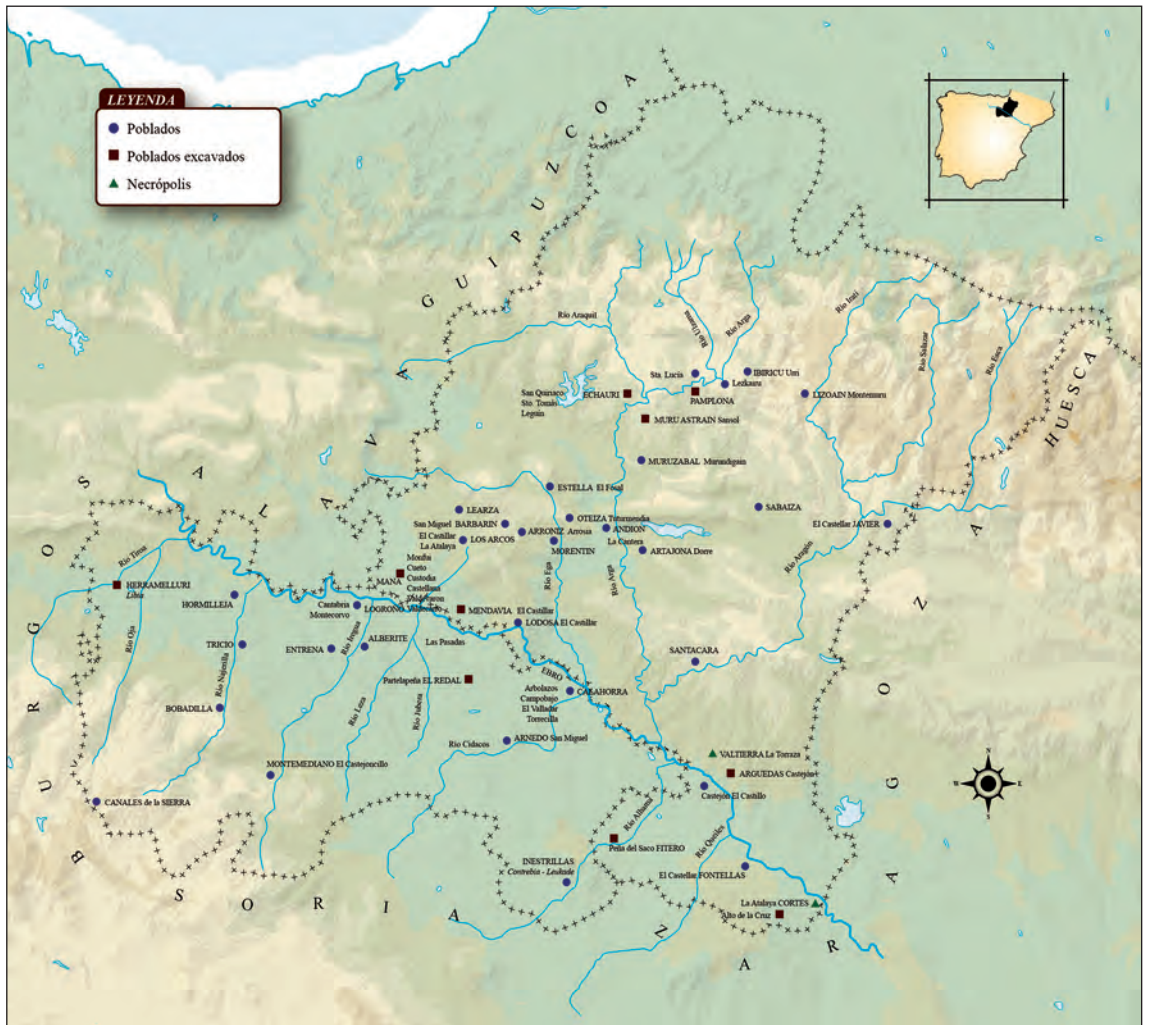 LEYENDA
Poblados
Poblados excavados
Necrópolis
GUIPUZCOA
ALAVA
BURGOS
SORIA
ZARAGOZA
HUESCA
Río Araquil
Río Ulzama
Río Arga
Río Irati
Río Salazar
Río Esca
Sta. Lucía
IBIRICU Urri
Lezkairu
San Quiriaco
Sto. Tomás
Leguin
ECHAURI
PAMPLONA
LIZOAIN Montemuru
MURU ASTRAIN Sansol
MURUZABAL Murundiguain
ESTELLA El Fosal
LEARZA
San Miguel BARBARIN
OTEIZA Tuturmendia
SABAIZA
El Castillar
La Atalaya
LOS ARCOS
ARRONIZ Arrosia
ANDION
La Cantera
El Castellar JAVIER
MORENTIN
ARTAJONA Dorre
Río Aragón
Río Ega
Río Arga
Río Tirón
HERRAMELLURI
Libia
HORMILLEJA
MANA
Cueto
Custodia
Castellana
Cantabria
Montecorvo
LOGROÑO
MENDAVIA
El Castillar
LODOSA El Castillar
Río Oja
TRICIO
Río Najerilla
ENTRENA
Río Iregua
ALBERITE
Las Pasadas
SANTACARA
EBRO
Partelapeña EL REDAL
Río Leza
Río Jubera
Arbolazos
Campobajo
El Valladar
Torrecilla
CALAHORRA
BOBADILLA
Río Cidacos
ARNEDO San Miguel
VALTIERRA La Torraza
MONTEMEDIANO El Castejoncillo
ARGUEDAS Castejón
Castejón El Castillo
CANALES de la SIERRA
Río Alhama
Peña del Saco FITERO
Río Queiles
INESTRILLAS
Contrebia - Leukade
El Castellar FONTELLAS
La Atalaya CORTES
Alto de la Cruz